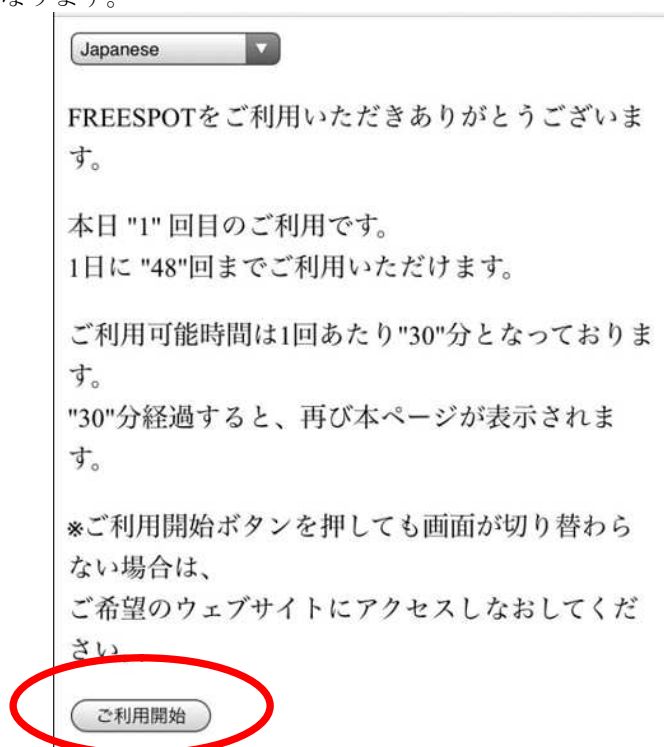 なります。
Japanese
FREESPOTをご利用いただきありがとうございま
す。
本日 "1" 回目のご利用です。
1日に "48"回までご利用いただけます。
ご利用可能時間は1回あたり"30"分となっておりま
す。
"30"分経過すると、再び本ページが表示されま
す。
※ご利用開始ボタンを押しても画面が切り替わら
ない場合は、
ご希望のウェブサイトにアクセスしなおしてくだ
さい。
ご利用開始